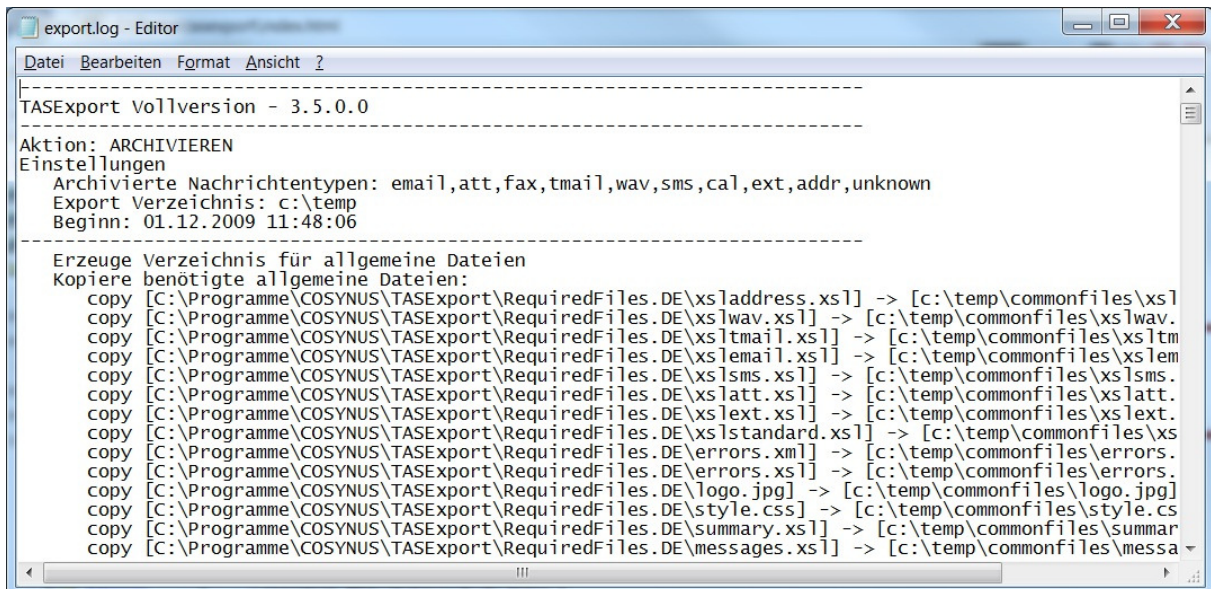 export.log - Editor
Datei Bearbeiten Format Ansicht ?
---------------------------------------------------------------------------
TASExport Vollversion - 3.5.0.0
---------------------------------------------------------------------------
Aktion: ARCHIVIEREN
Einstellungen
Archivierte Nachrichtentypen: email,att,fax,tmail,wav,sms,cal,ext,addr,unknown
Export Verzeichnis: c:\temp
Beginn: 01.12.2009 11:48:06
---------------------------------------------------------------------------
Erzeuge Verzeichnis für allgemeine Dateien
Kopiere benötigte allgemeine Dateien:
copy [C:\Programme\COSYNUS\TASExport\RequiredFiles.DE\xsladdress.xsl] -> [c:\temp\commonfiles\xsl
copy [C:\Programme\COSYNUS\TASExport\RequiredFiles.DE\xslwav.xsl] -> [c:\temp\commonfiles\xslwav.
copy [C:\Programme\COSYNUS\TASExport\RequiredFiles.DE\xsltmail.xsl] -> [c:\temp\commonfiles\xsltm
copy [C:\Programme\COSYNUS\TASExport\RequiredFiles.DE\xslemail.xsl] -> [c:\temp\commonfiles\xslem
copy [C:\Programme\COSYNUS\TASExport\RequiredFiles.DE\xslsms.xsl] -> [c:\temp\commonfiles\xslsms.
copy [C:\Programme\COSYNUS\TASExport\RequiredFiles.DE\xslatt.xsl] -> [c:\temp\commonfiles\xslatt.
copy [C:\Programme\COSYNUS\TASExport\RequiredFiles.DE\xslext.xsl] -> [c:\temp\commonfiles\xslext.
copy [C:\Programme\COSYNUS\TASExport\RequiredFiles.DE\xslstandard.xsl] -> [c:\temp\commonfiles\xs
copy [C:\Programme\COSYNUS\TASExport\RequiredFiles.DE\errors.xml] -> [c:\temp\commonfiles\errors.
copy [C:\Programme\COSYNUS\TASExport\RequiredFiles.DE\errors.xsl] -> [c:\temp\commonfiles\errors.
copy [C:\Programme\COSYNUS\TASExport\RequiredFiles.DE\logo.jpg] -> [c:\temp\commonfiles\logo.jpg]
copy [C:\Programme\COSYNUS\TASExport\RequiredFiles.DE\style.css] -> [c:\temp\commonfiles\style.cs
copy [C:\Programme\COSYNUS\TASExport\RequiredFiles.DE\summary.xsl] -> [c:\temp\commonfiles\summar
copy [C:\Programme\COSYNUS\TASExport\RequiredFiles.DE\messages.xsl] -> [c:\temp\commonfiles\messa